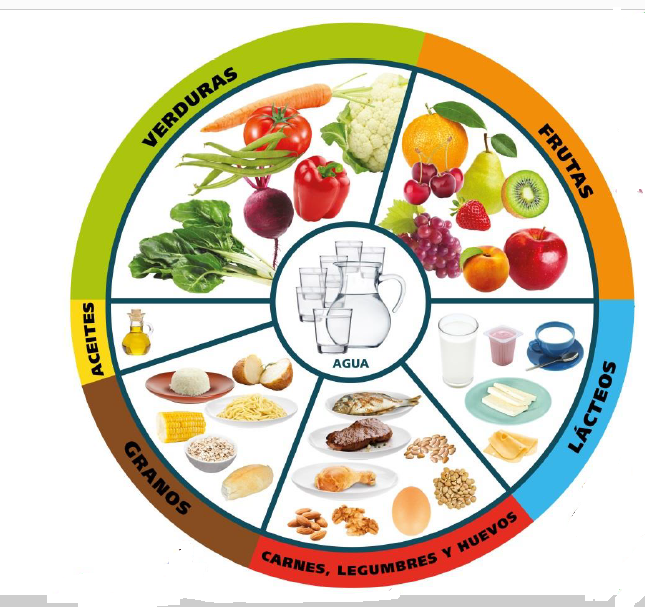 VERDURAS
FRUTAS
ACEITES
AGUA
LÁCTEOS
GRANOS
CARNES, LEGUMBRES Y HUEVOS